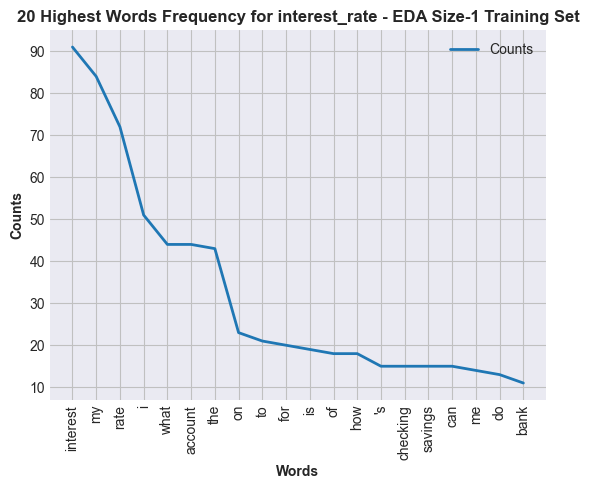 20 Highest Words Frequency for interest_rate - EDA Size-1 Training Set
Counts
90
80
70
60
50
40
30
20
10
Counts
interest
my
rate
i
what
account
the
on
to
for
is
of
how
's
checking
savings
can
me
do
bank
Words